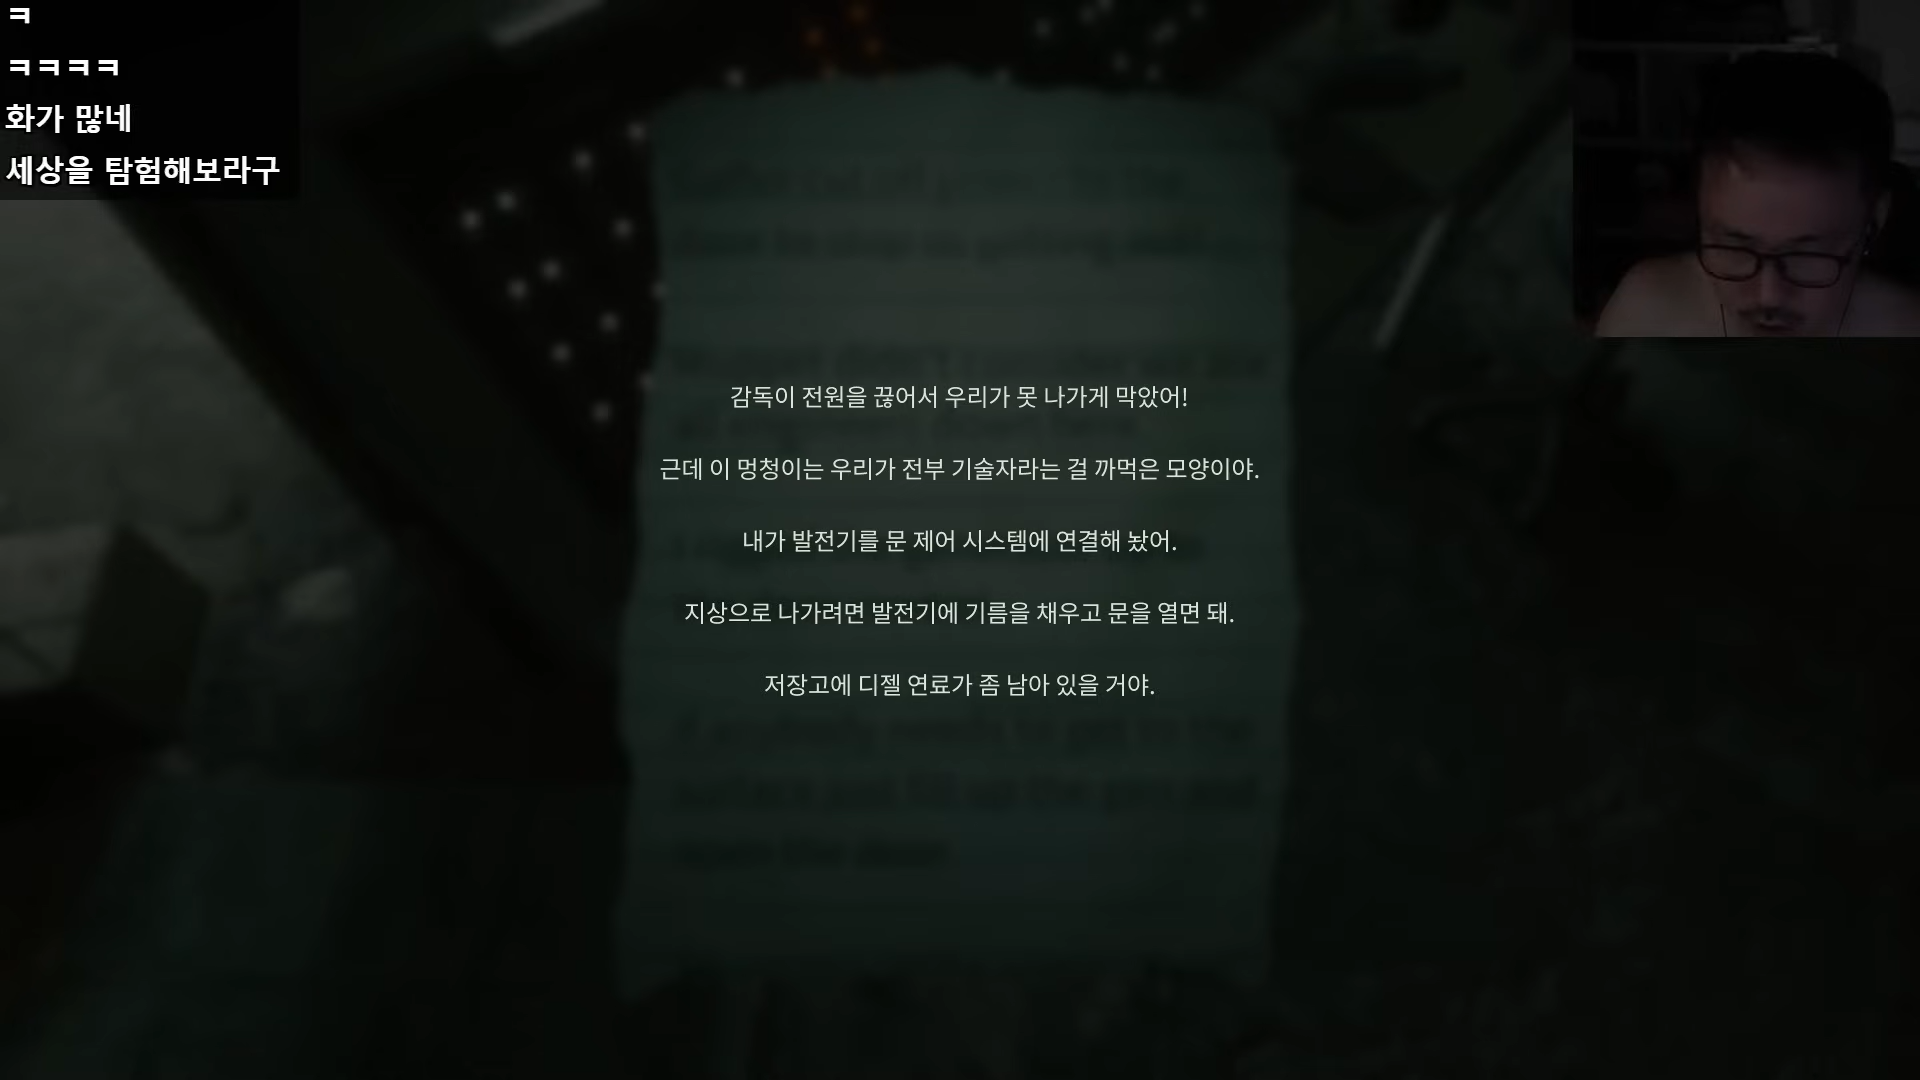 ㅋ
ㅋㅋㅋㅋ
화가 많네
세상을 탐험해보라구
감독이 전원을 끊어서 우리가 못 나가게 막았어!
근데 이 멍청이는 우리가 전부 기술자라는 걸 까먹은 모양이야.
내가 발전기를 문 제어 시스템에 연결해 놨어.
지상으로 나가려면 발전기에 기름을 채우고 문을 열면 돼.
저장고에 디젤 연료가 좀 남아 있을 거야.